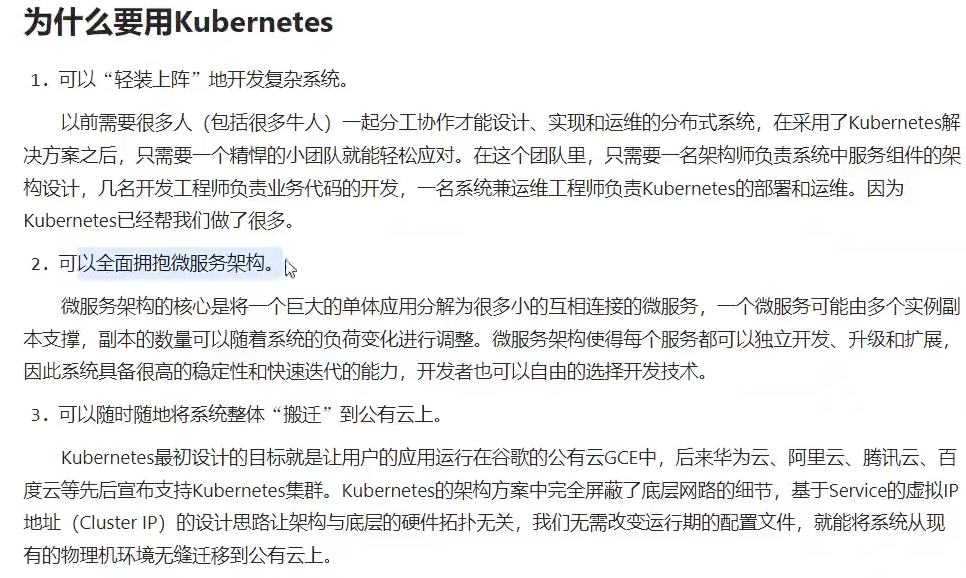 为什么要用Kubernetes
1. 可以“轻装上阵”地开发复杂系统。
以前需要很多人（包括很多牛人）一起分工协作才能设计、实现和运维的分布式系统，在采用了Kubernetes解
决方案之后，只需要一个精悍的小团队就能轻松应对。在这个团队里，只需要一名架构师负责系统中服务组件的架
构设计，几名开发工程师负责业务代码的开发，一名系统兼运维工程师负责Kubernetes的部署和运维。因为
Kubernetes已经帮我们做了很多。
2. 可以全面拥抱微服务架构。
微服务架构的核心是将一个巨大的单体应用分解为很多小的互相连接的微服务，一个微服务可能由多个实例副
本支撑，副本的数量可以随着系统的负荷变化进行调整。微服务架构使得每个服务都可以独立开发、升级和扩展，
因此系统具备很高的稳定性和快速迭代的能力，开发者也可以自由的选择开发技术。
3. 可以随时随地将系统整体“搬迁”到公有云上。
Kubernetes最初设计的目标就是让用户的应用运行在谷歌的公有云GCE中，后来华为云、阿里云、腾讯云、百
度云等先后宣布支持Kubernetes集群。Kubernetes的架构方案中完全屏蔽了底层网路的细节，基于Service的虚拟IP
地址（Cluster IP）的设计思路让架构与底层的硬件拓扑无关，我们无需改变运行期的配置文件，就能将系统从现
有的物理机环境无缝迁移到公有云上。